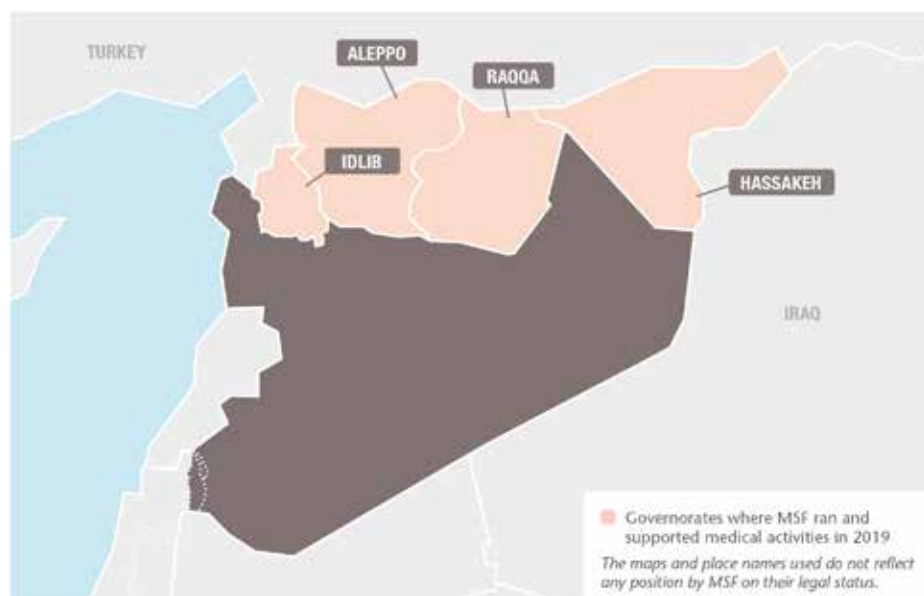 TURKEY
ALEPPO
RAQQA
IDLIB
HASSAKEH
IRAQ
Governorates where MSF ran and
supported medical activities in 2019
The maps and place names used do not reflect
any position by MSF on their legal status.